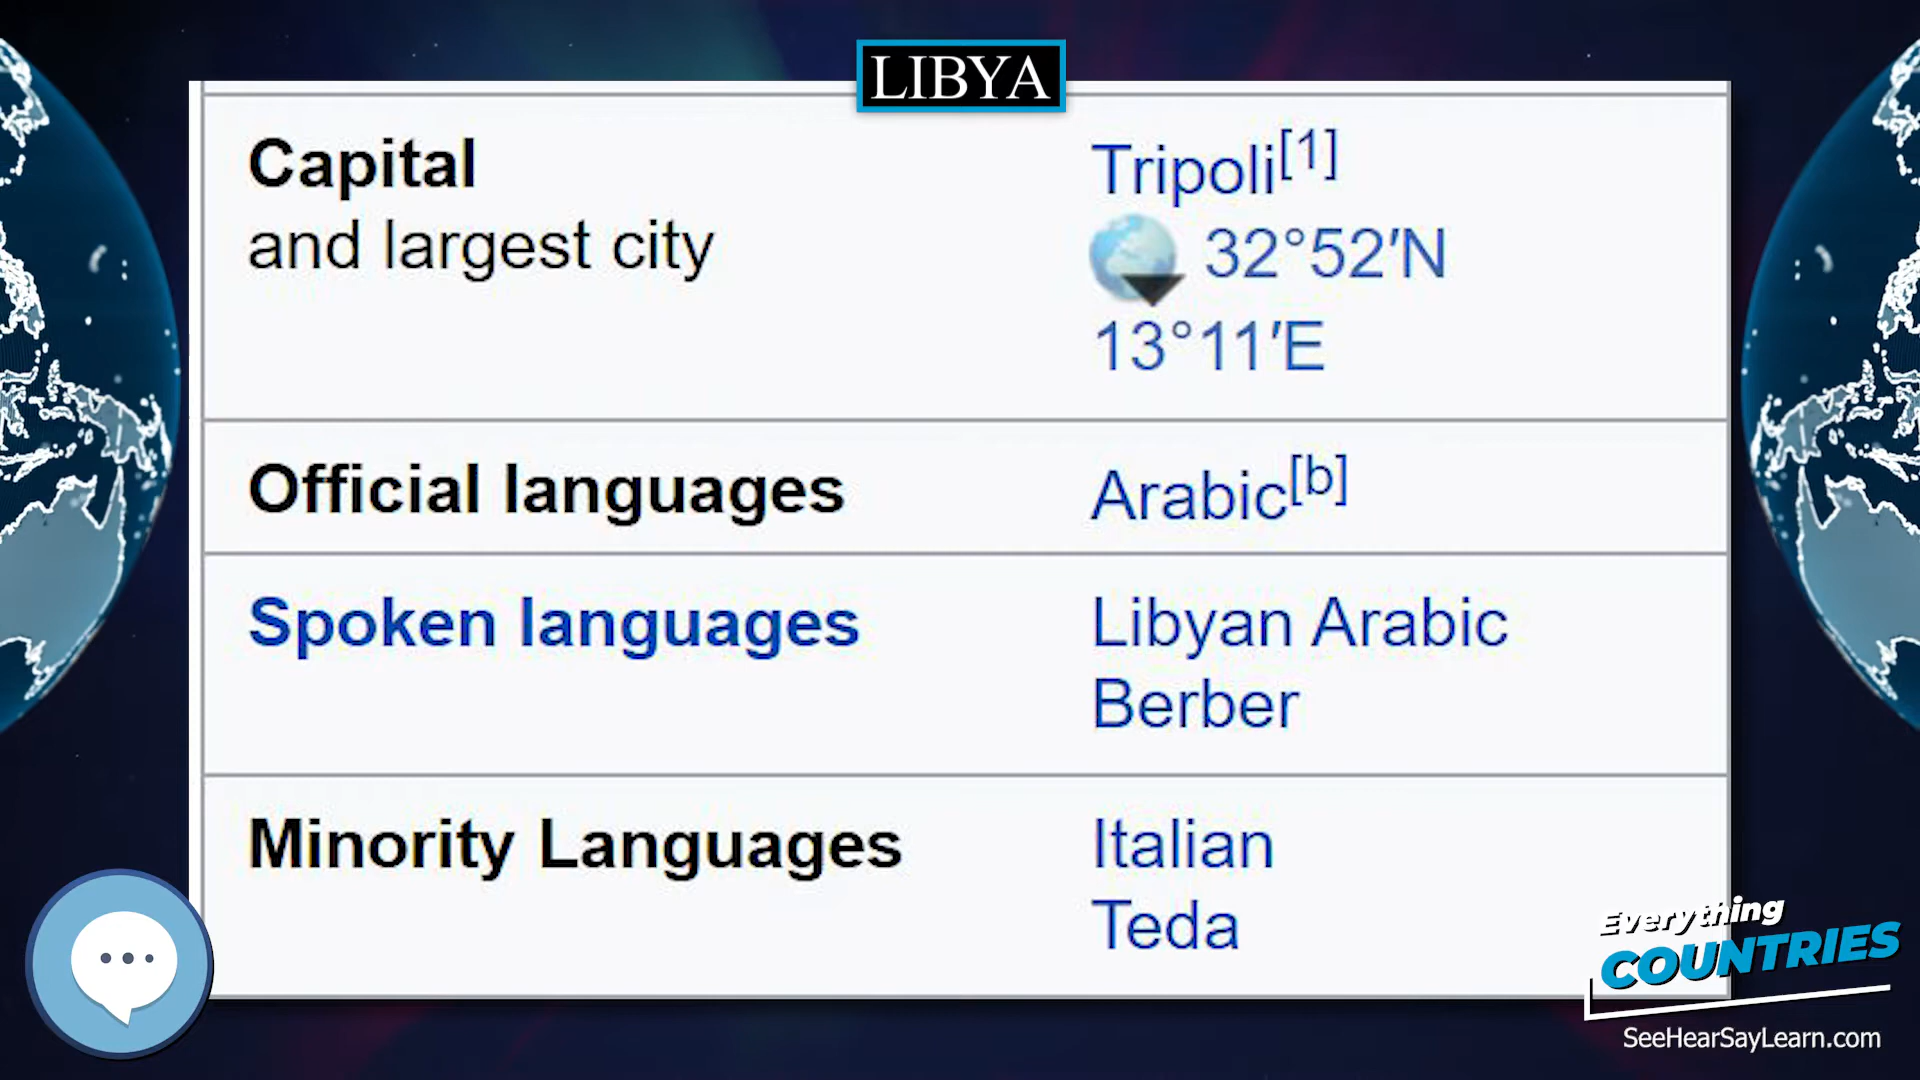 LIBYA
Capital
and largest city
Tripoli[1]
32°52′N
13°11′E
Official languages
Arabic[b]
Spoken languages
Libyan Arabic
Berber
Minority Languages
Italian
Teda
Everything
COUNTRIES
SeeHearSayLearn.com